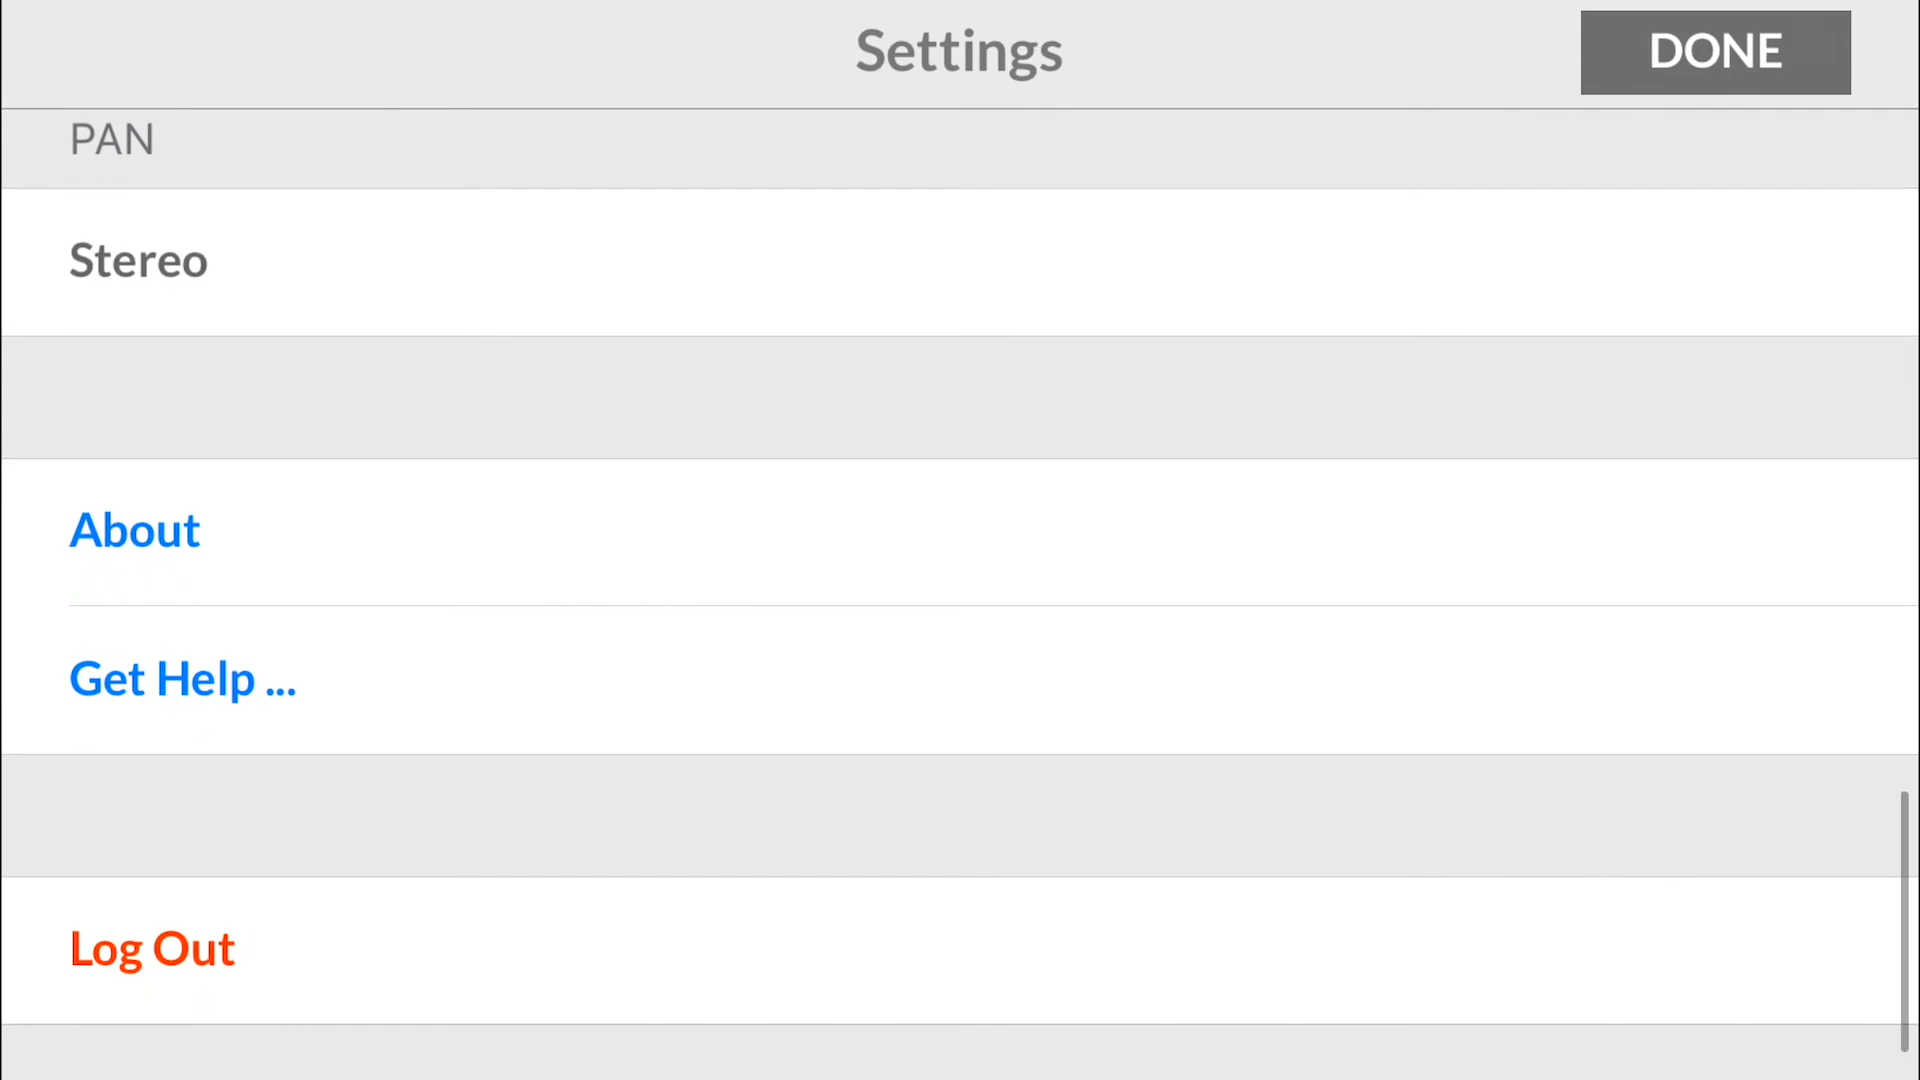 Settings
DONE
PAN
Stereo
About
Get Help ...
Log Out